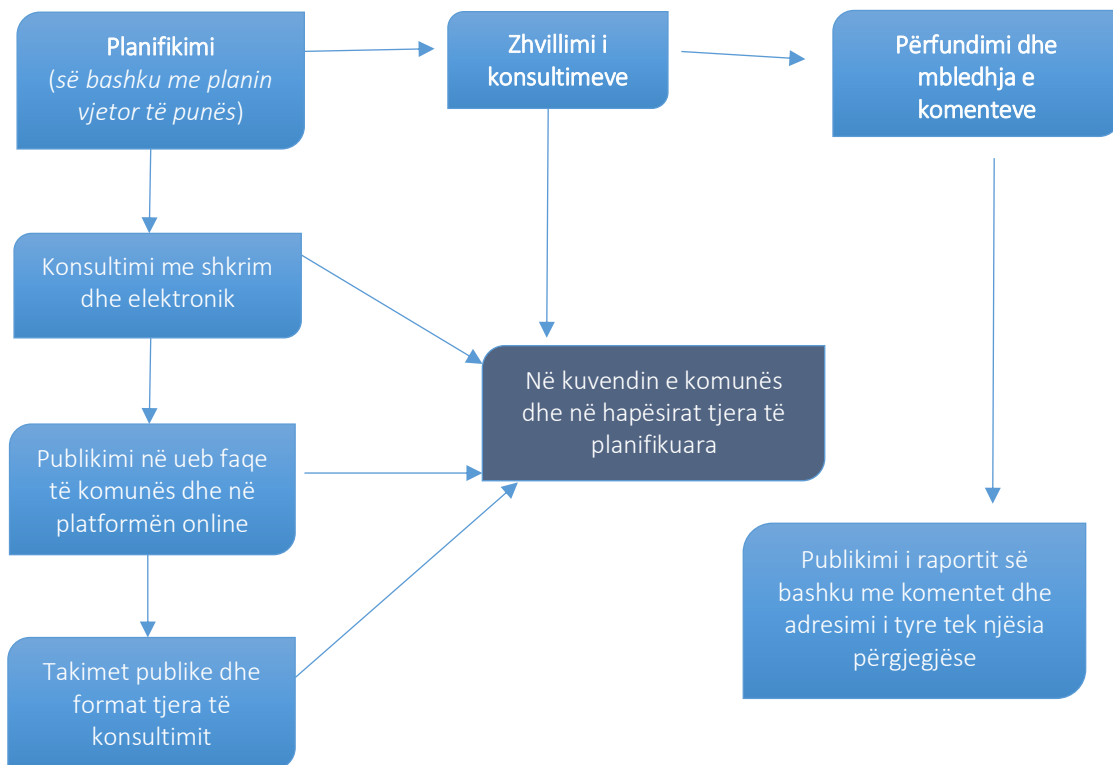 Planifikimi
(së bashku me planin
vjetor të punës)
Zhvillimi i
konsultimeve
Përfundimi dhe
mbledhja e
komenteve
Konsultimi me shkrim
dhe elektronik
Në kuvendin e komunës
dhe në hapësirat tjera të
planifikuara
Publikimi në ueb faqe
të komunës dhe në
platformën online
Publikimi i raportit së
bashku me komentet dhe
adresimi i tyre tek njësia
përgjegjëse
Takimet publike dhe
format tjera të
konsultimit